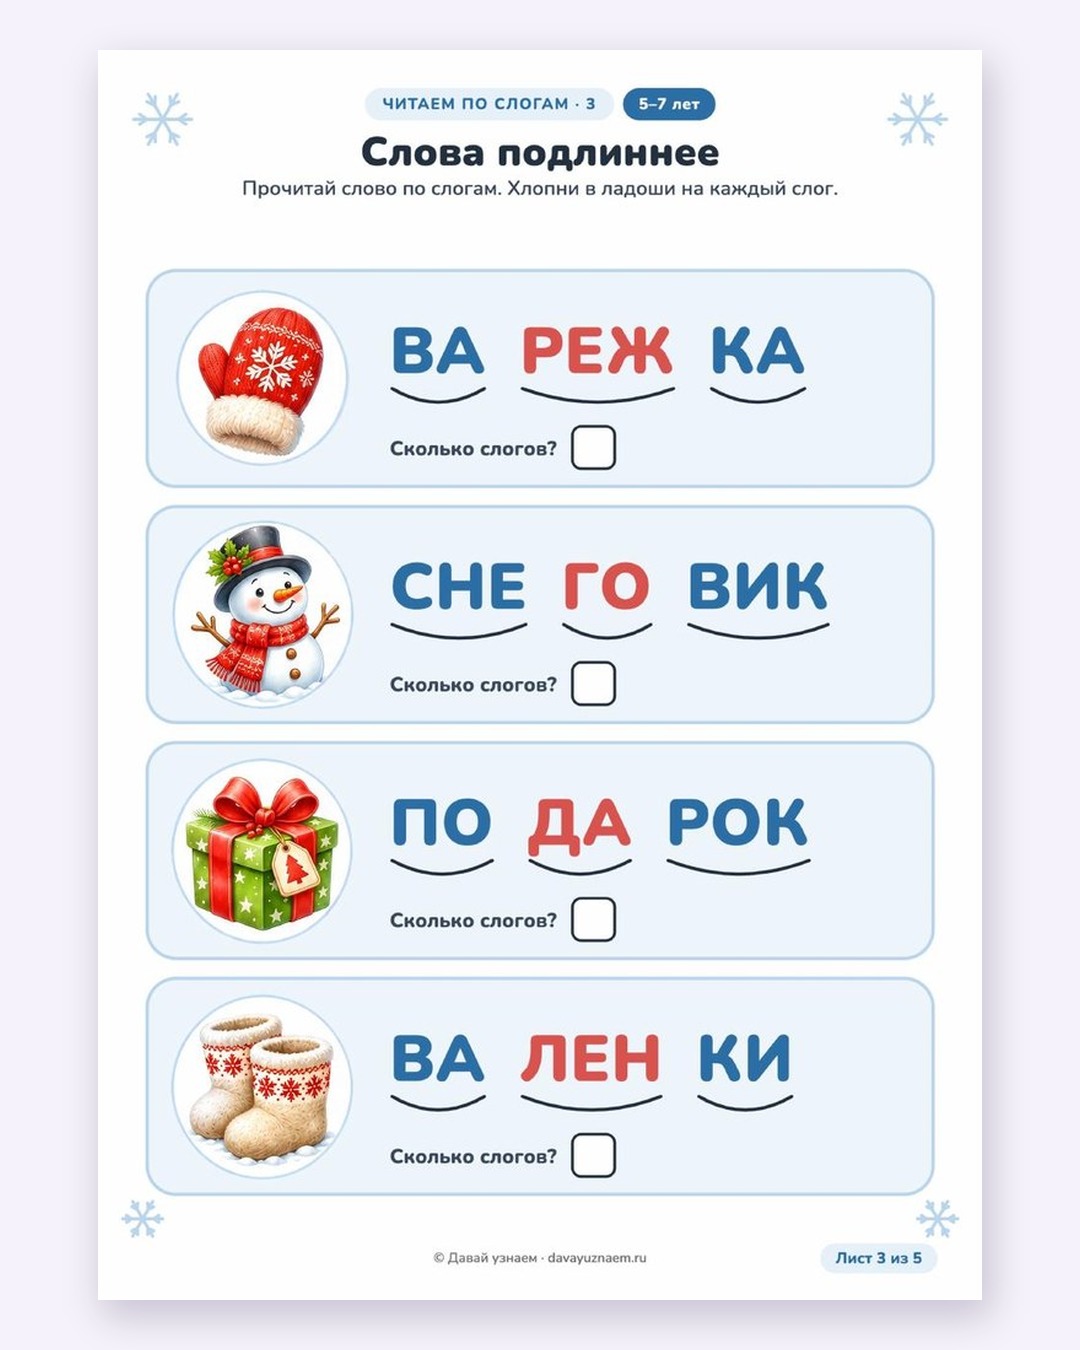 ЧИТАЕМ ПО СЛОГАМ · 3 5–7 лет
Слова подлиннее
Прочитай слово по слогам. Хлопни в ладоши на каждый слог.
ВА РЕЖ КА
Сколько слогов?
СНЕ ГО ВИК
Сколько слогов?
ПО ДА РОК
Сколько слогов?
ВА ЛЕН КИ
Сколько слогов?
© Давай узнаем · davayuznaem.ru
Лист 3 из 5